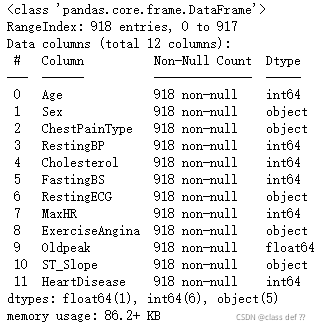 <class 'pandas.core.frame.DataFrame'>
RangeIndex: 918 entries, 0 to 917
Data columns (total 12 columns):
 #   Column          Non-Null Count  Dtype
---  ------          --------------  -----
 0   Age             918 non-null    int64
 1   Sex             918 non-null    object
 2   ChestPainType   918 non-null    object
 3   RestingBP       918 non-null    int64
 4   Cholesterol     918 non-null    int64
 5   FastingBS       918 non-null    int64
 6   RestingECG      918 non-null    object
 7   MaxHR           918 non-null    int64
 8   ExerciseAngina  918 non-null    object
 9   Oldpeak         918 non-null    float64
 10  ST_Slope        918 non-null    object
 11  HeartDisease    918 non-null    int64
dtypes: float64(1), int64(6), object(5)
memory usage: 86.2+ KB
CSDN @class def ??